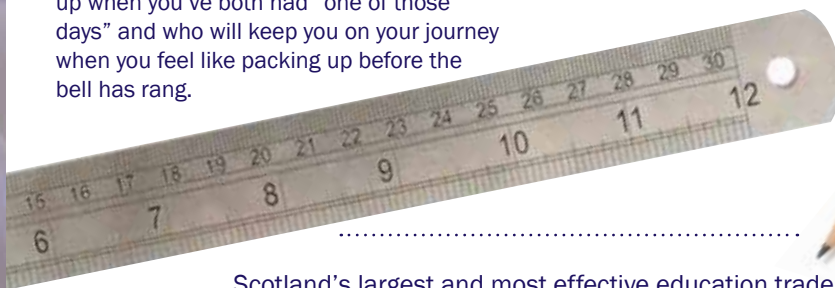 up when you've both had "one of those
days" and who will keep you on your journey
when you feel like packing up before the
bell has rang.
15 16 17 18 19 20 21 22 23 24 25 26 27 28 29 30
6 7 8 9 10 11 12
Scotland's largest and most effective education trade